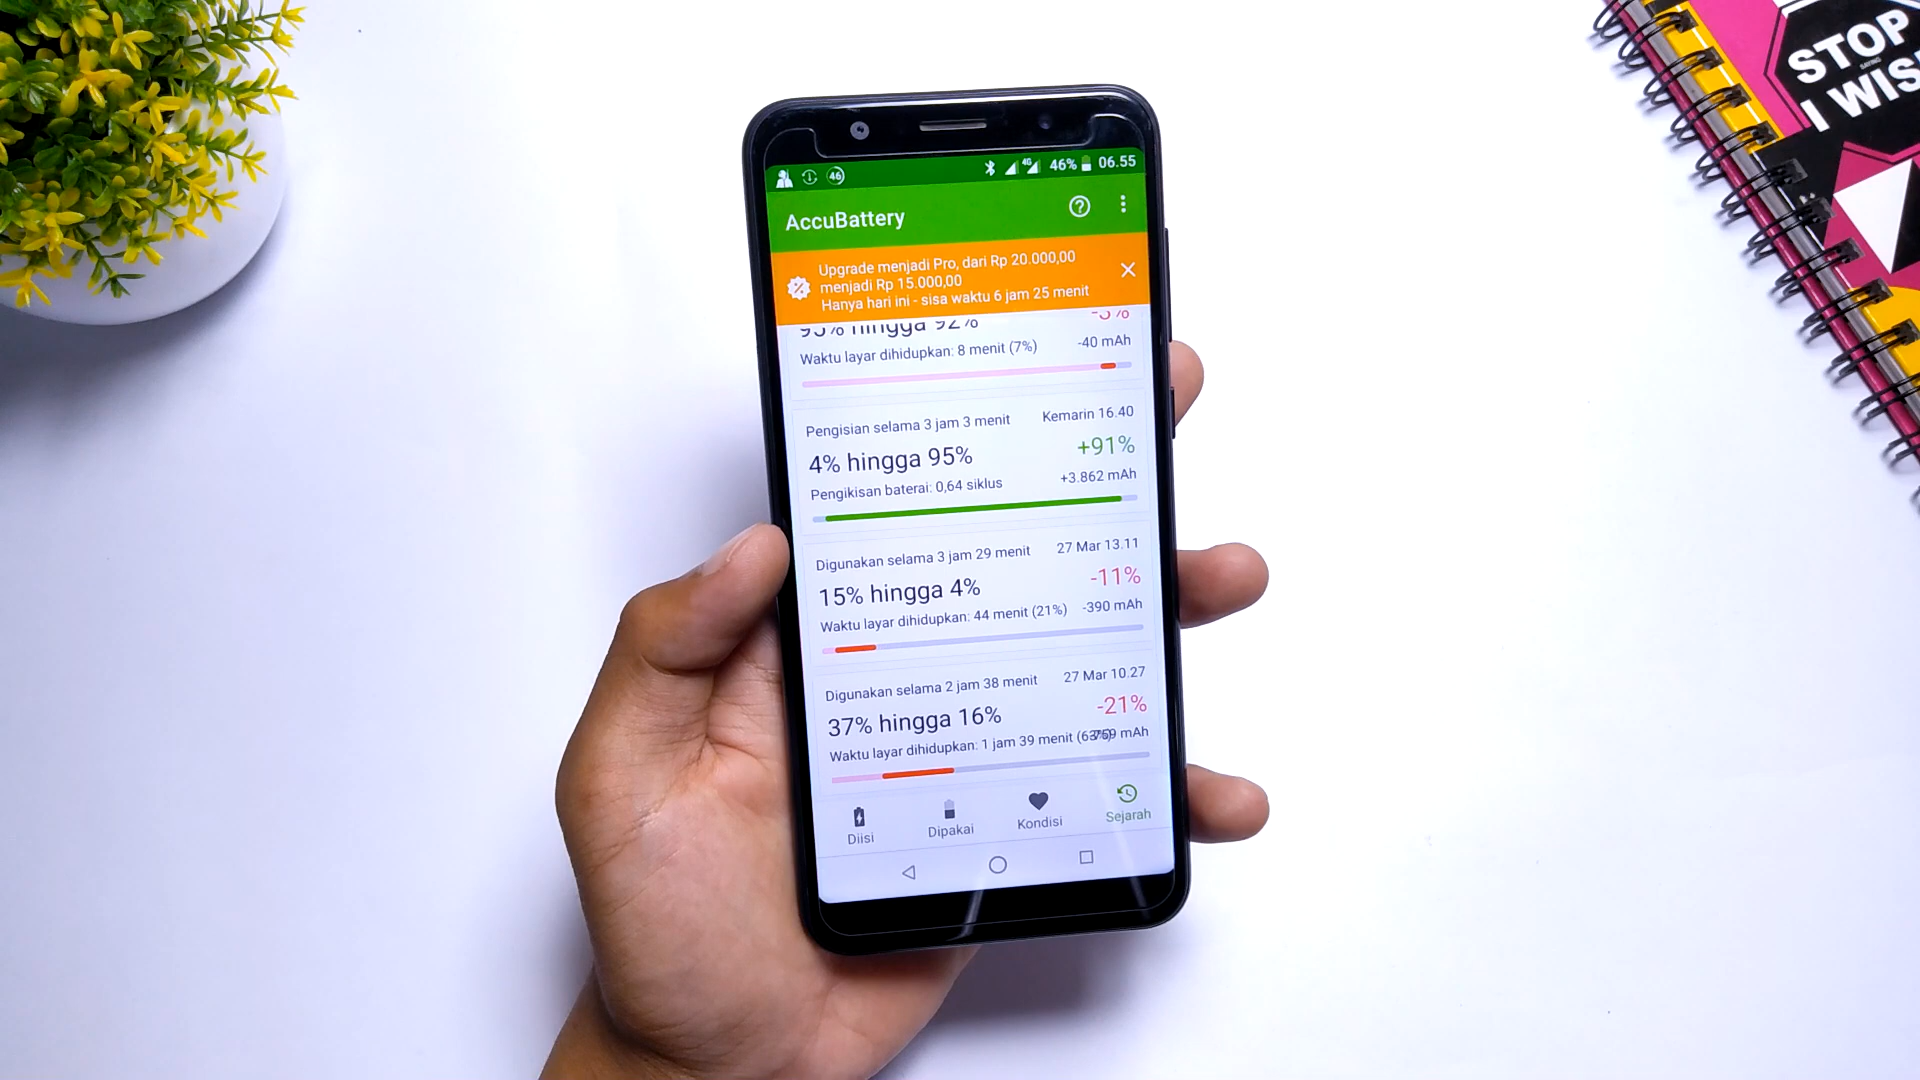 STOP
SAYING
I WIS
46
4G
46%
06.55
AccuBattery
Upgrade menjadi Pro, dari Rp 20.000,00
menjadi Rp 15.000,00
Hanya hari ini - sisa waktu 6 jam 25 menit
95% hingga 92%
-3%
Waktu layar dihidupkan: 8 menit (7%)
-40 mAh
Pengisian selama 3 jam 3 menit
Kemarin 16.40
4% hingga 95%
+91%
Pengikisan baterai: 0,64 siklus
+3.862 mAh
Digunakan selama 3 jam 29 menit
27 Mar 13.11
15% hingga 4%
-11%
Waktu layar dihidupkan: 44 menit (21%)
-390 mAh
Digunakan selama 2 jam 38 menit
27 Mar 10.27
37% hingga 16%
-21%
Waktu layar dihidupkan: 1 jam 39 menit (63%)
-759 mAh
Diisi
Dipakai
Kondisi
Sejarah